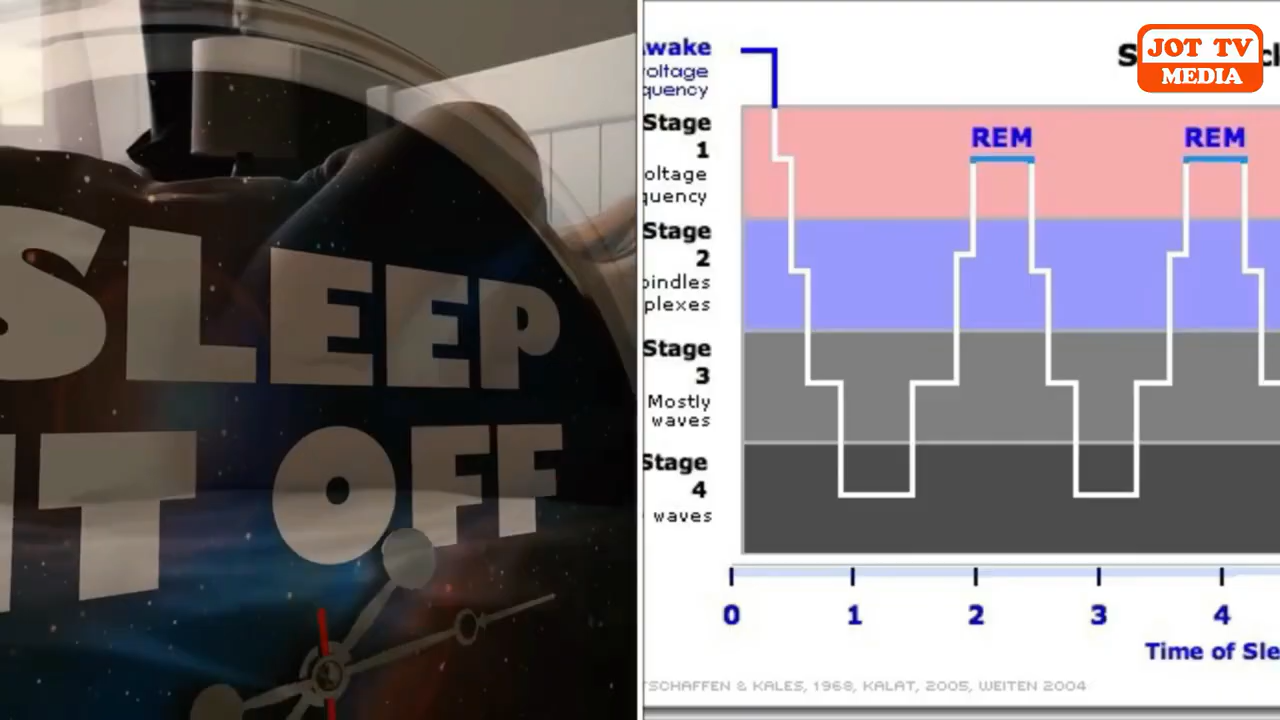 SLEEP
IT OFF
JOT TV
MEDIA
Awake
voltage
quency
Stage
1
oltage
quency
Stage
2
pindles
plexes
Stage
3
Mostly
waves
Stage
4
waves
REM
REM
0 1 2 3 4
Time of Sle
TSCHAFFEN & KALES, 1968, KALAT, 2005, WEITEN 2004